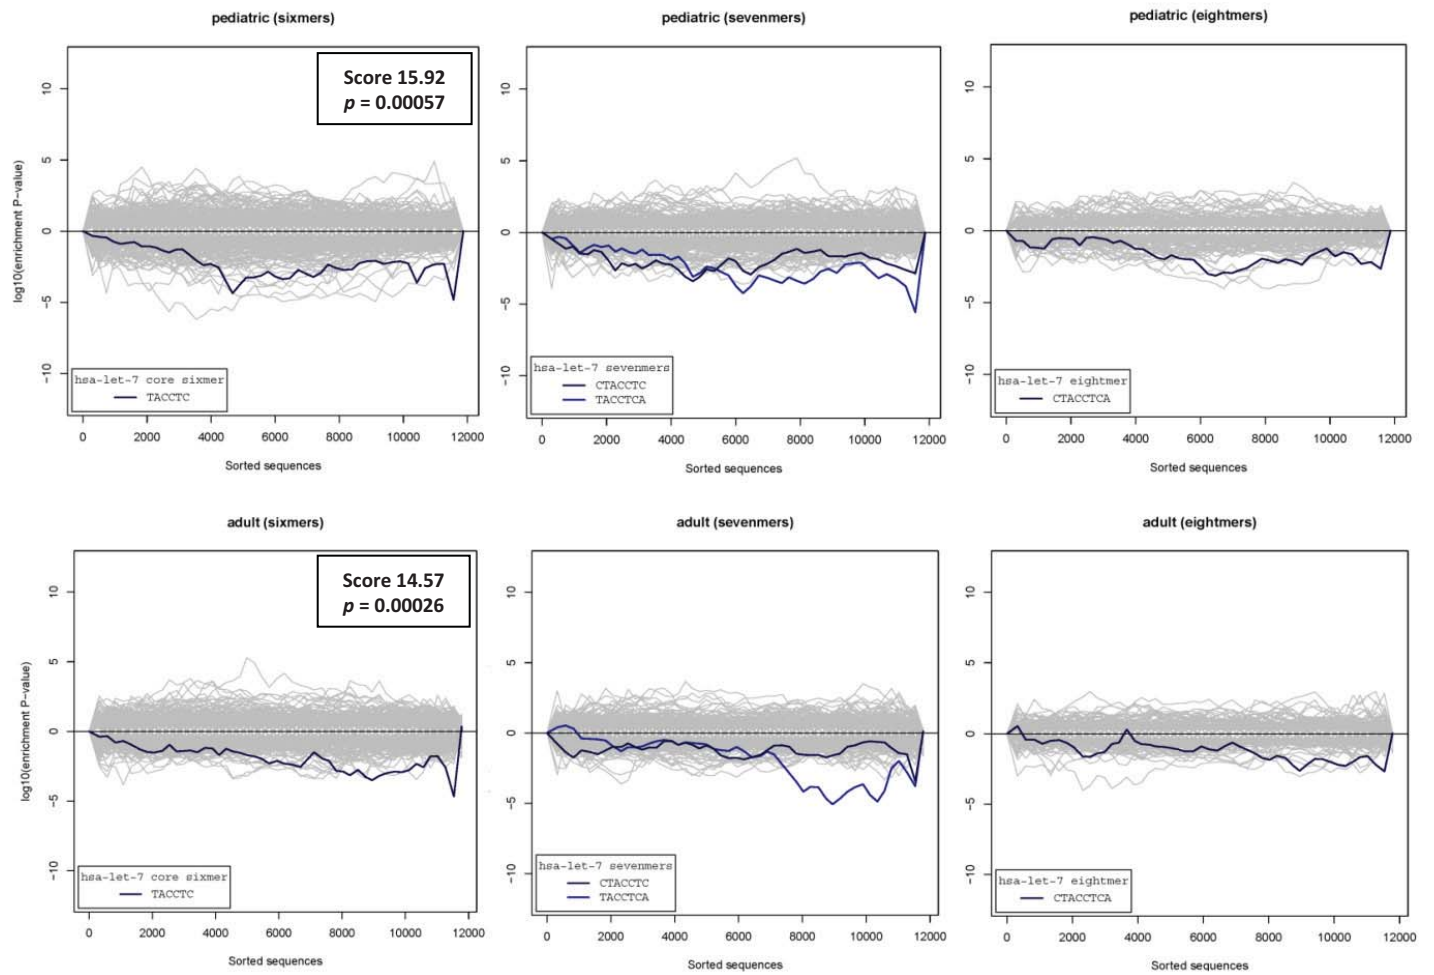 pediatric (sixmers)
Score 15.92
p = 0.00057
10
5
0
−5
−10
log10(enrichment P−value)
hsa-let-7 core sixmer
TACCTC
0 2000 4000 6000 8000 10000 12000
Sorted sequences
pediatric (sevenmers)
10
5
0
−5
−10
hsa-let-7 sevenmers
CTACCTC
TACCTCA
0 2000 4000 6000 8000 10000 12000
Sorted sequences
pediatric (eightmers)
10
5
0
−5
−10
hsa-let-7 eightmer
CTACCTCA
0 2000 4000 6000 8000 10000 12000
Sorted sequences
adult (sixmers)
Score 14.57
p = 0.00026
10
5
0
−5
−10
log10(enrichment P−value)
hsa-let-7 core sixmer
TACCTC
0 2000 4000 6000 8000 10000 12000
Sorted sequences
adult (sevenmers)
10
5
0
−5
−10
hsa-let-7 sevenmers
CTACCTC
TACCTCA
0 2000 4000 6000 8000 10000 12000
Sorted sequences
adult (eightmers)
10
5
0
−5
−10
hsa-let-7 eightmer
CTACCTCA
0 2000 4000 6000 8000 10000 12000
Sorted sequences